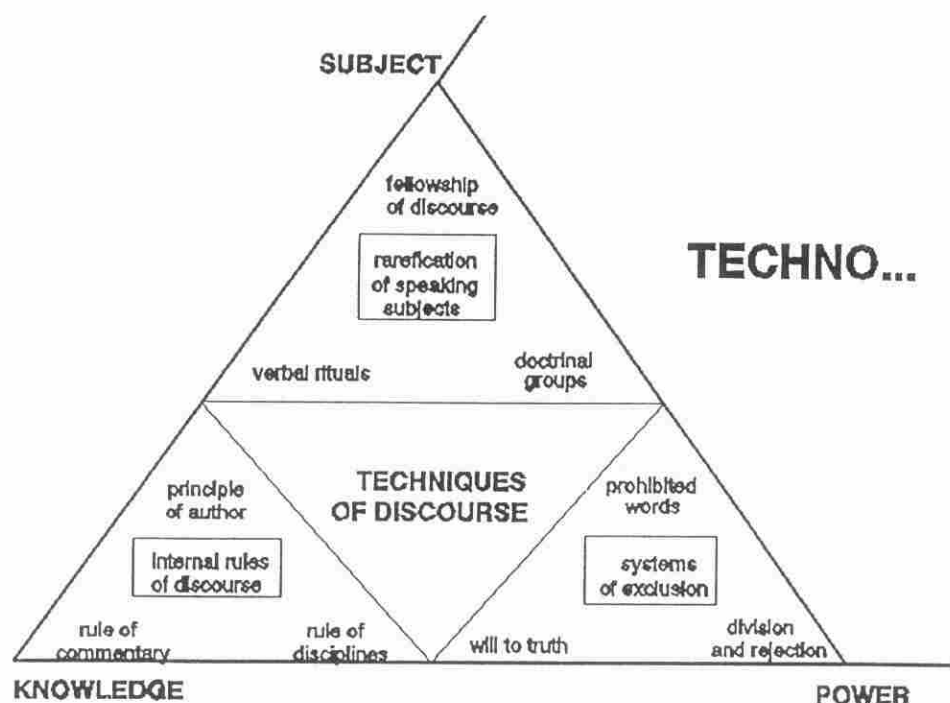 SUBJECT
fellowship
of discourse
rarefication
of speaking
subjects
TECHNO...
verbal rituals
doctrinal
groups
TECHNIQUES
OF DISCOURSE
principle
of author
internal rules
of discourse
rule of
commentary
rule of
disciplines
prohibited
words
systems
of exclusion
will to truth
division
and rejection
KNOWLEDGE
POWER